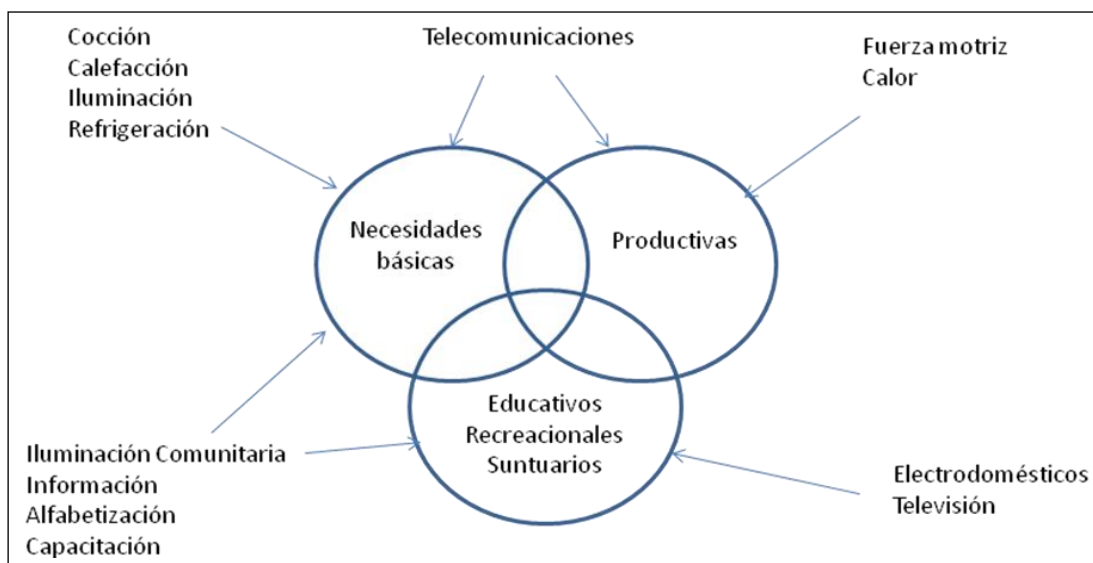 Cocción
Calefacción
Iluminación
Refrigeración
Telecomunicaciones
Fuerza motriz
Calor
Necesidades
básicas
Productivas
Educativos
Recreacionales
Suntuarios
Iluminación Comunitaria
Información
Alfabetización
Capacitación
Electrodomésticos
Televisión